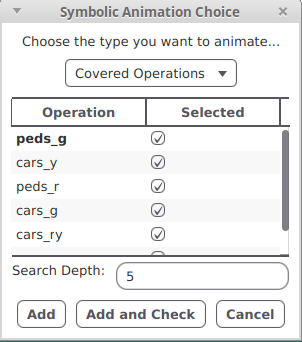 Symbolic Animation Choice
Choose the type you want to animate...
Covered Operations
Operation Selected
peds_g
cars_y
peds_r
cars_g
cars_ry
Search Depth: 5
Add Add and Check Cancel